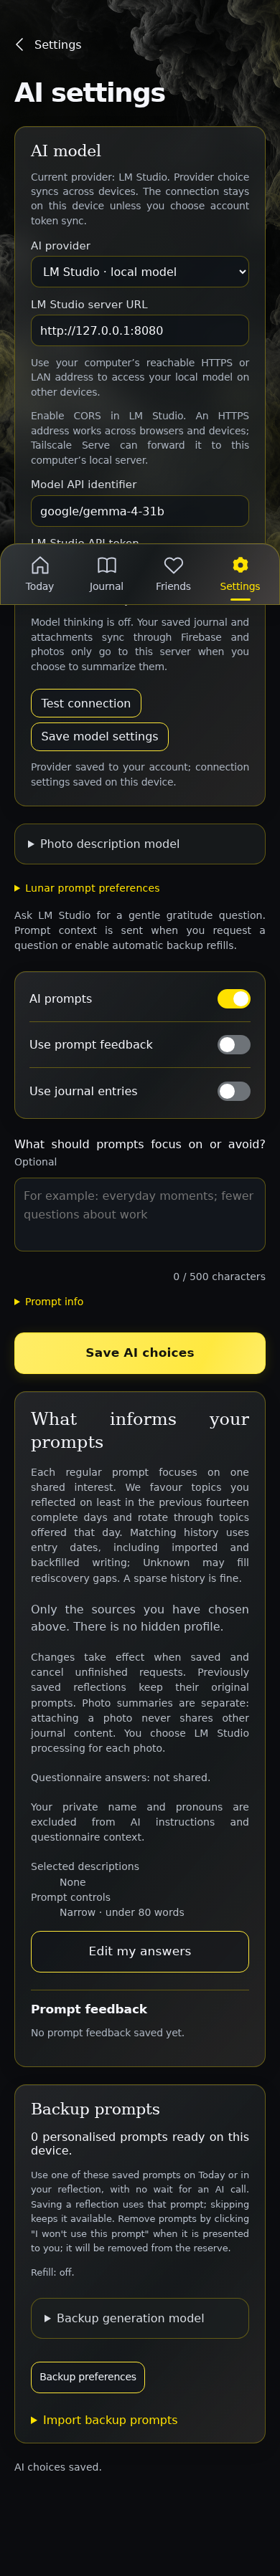 Settings
AI settings
AI model
Current provider: LM Studio. Provider choice
syncs across devices. The connection stays
on this device unless you choose account
token sync.
AI provider
LM Studio · local model
LM Studio server URL
http://127.0.0.1:8080
Use your computer's reachable HTTPS or
LAN address to access your local model on
other devices.
Enable CORS in LM Studio. An HTTPS
address works across browsers and devices;
Tailscale Serve can forward it to this
computer's local server.
Model API identifier
google/gemma-4-31b
LM Studio API token
Today
Journal
Friends
Settings
Model thinking is off. Your saved journal and
attachments sync through Firebase and
photos only go to this server when you
choose to summarize them.
Test connection
Save model settings
Provider saved to your account; connection
settings saved on this device.
Photo description model
Lunar prompt preferences
Ask LM Studio for a gentle gratitude question.
Prompt context is sent when you request a
question or enable automatic backup refills.
AI prompts
Use prompt feedback
Use journal entries
What should prompts focus on or avoid?
Optional
For example: everyday moments; fewer
questions about work
0 / 500 characters
Prompt info
Save AI choices
What informs your
prompts
Each regular prompt focuses on one
shared interest. We favour topics you
reflected on least in the previous fourteen
complete days and rotate through topics
offered that day. Matching history uses
entry dates, including imported and
backfilled writing; Unknown may fill
rediscovery gaps. A sparse history is fine.
Only the sources you have chosen
above. There is no hidden profile.
Changes take effect when saved and
cancel unfinished requests. Previously
saved reflections keep their original
prompts. Photo summaries are separate:
attaching a photo never shares other
journal content. You choose LM Studio
processing for each photo.
Questionnaire answers: not shared.
Your private name and pronouns are
excluded from AI instructions and
questionnaire context.
Selected descriptions
None
Prompt controls
Narrow · under 80 words
Edit my answers
Prompt feedback
No prompt feedback saved yet.
Backup prompts
0 personalised prompts ready on this
device.
Use one of these saved prompts on Today or in
your reflection, with no wait for an AI call.
Saving a reflection uses that prompt; skipping
keeps it available. Remove prompts by clicking
"I won't use this prompt" when it is presented
to you; it will be removed from the reserve.
Refill: off.
Backup generation model
Backup preferences
Import backup prompts
AI choices saved.